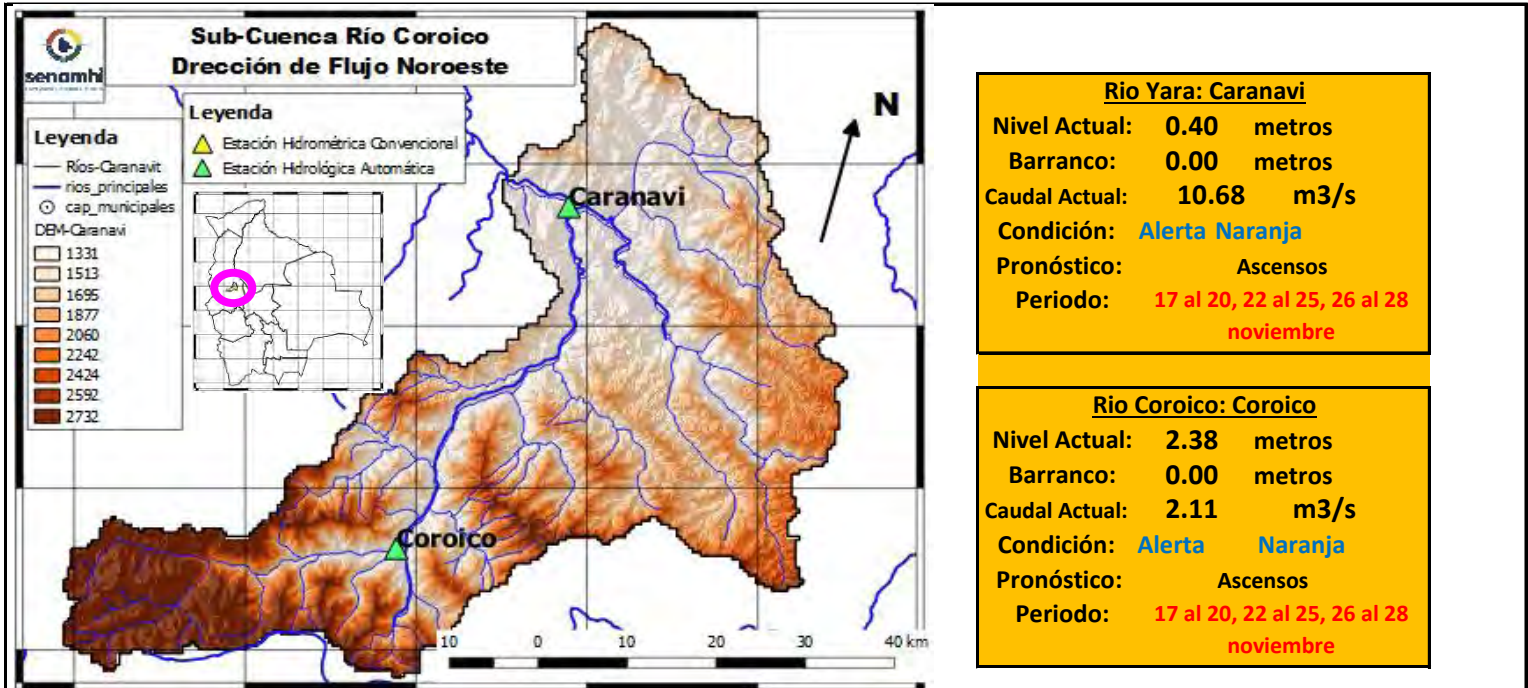 senamhi
Sub-Cuenca Río Coroico
Drección de Flujo Noroeste
Leyenda
Estación Hidrométrica Convencional
Estación Hidrológica Automática
Leyenda
Ríos-Caranavit
rios_principales
cap_municipales
DEM-Caranavi
1331
1513
1695
1877
2060
2242
2424
2592
2732
N
Caranavi
Coroico
10 0 10 20 30 40 km
Rio Yara: Caranavi
Nivel Actual: 0.40 metros
Barranco: 0.00 metros
Caudal Actual: 10.68 m3/s
Condición: Alerta Naranja
Pronóstico: Ascensos
Periodo: 17 al 20, 22 al 25, 26 al 28
noviembre
Rio Coroico: Coroico
Nivel Actual: 2.38 metros
Barranco: 0.00 metros
Caudal Actual: 2.11 m3/s
Condición: Alerta Naranja
Pronóstico: Ascensos
Periodo: 17 al 20, 22 al 25, 26 al 28
noviembre